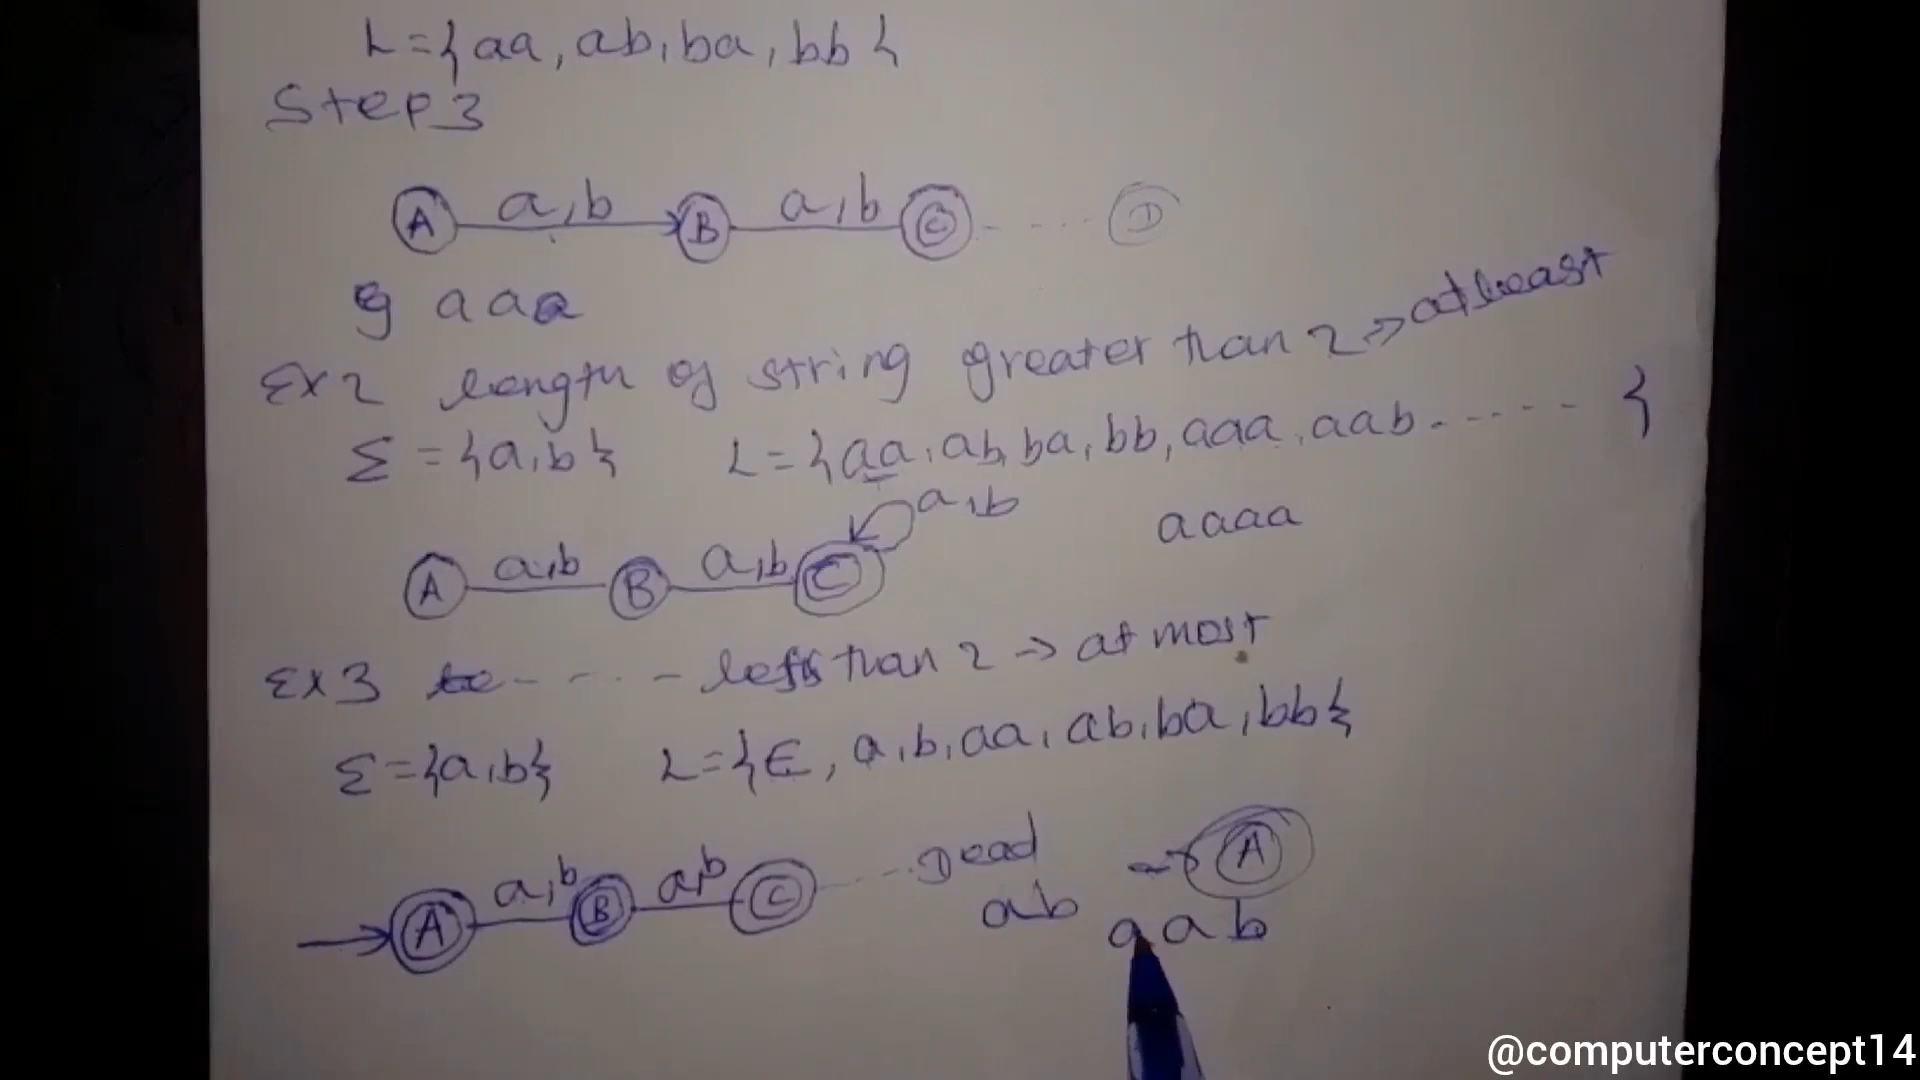 L={aa, ab, ba, bb}
Step 3
A a,b B a,b C - - - - D
eg aaa
Ex 2 length of string greater than 2 => at least
Σ = {a,b} L={aa, ab, ba, bb, aaa, aab - - - - - }
a,b
aaaa
A a,b B a,b C
Ex 3 - - - - less than 2 -> at most
Σ={a,b} L={ϵ, a, b, aa, ab, ba, bb}
A a,b B a,b C - - - - Dead
A
ab
aab
@computerconcept14